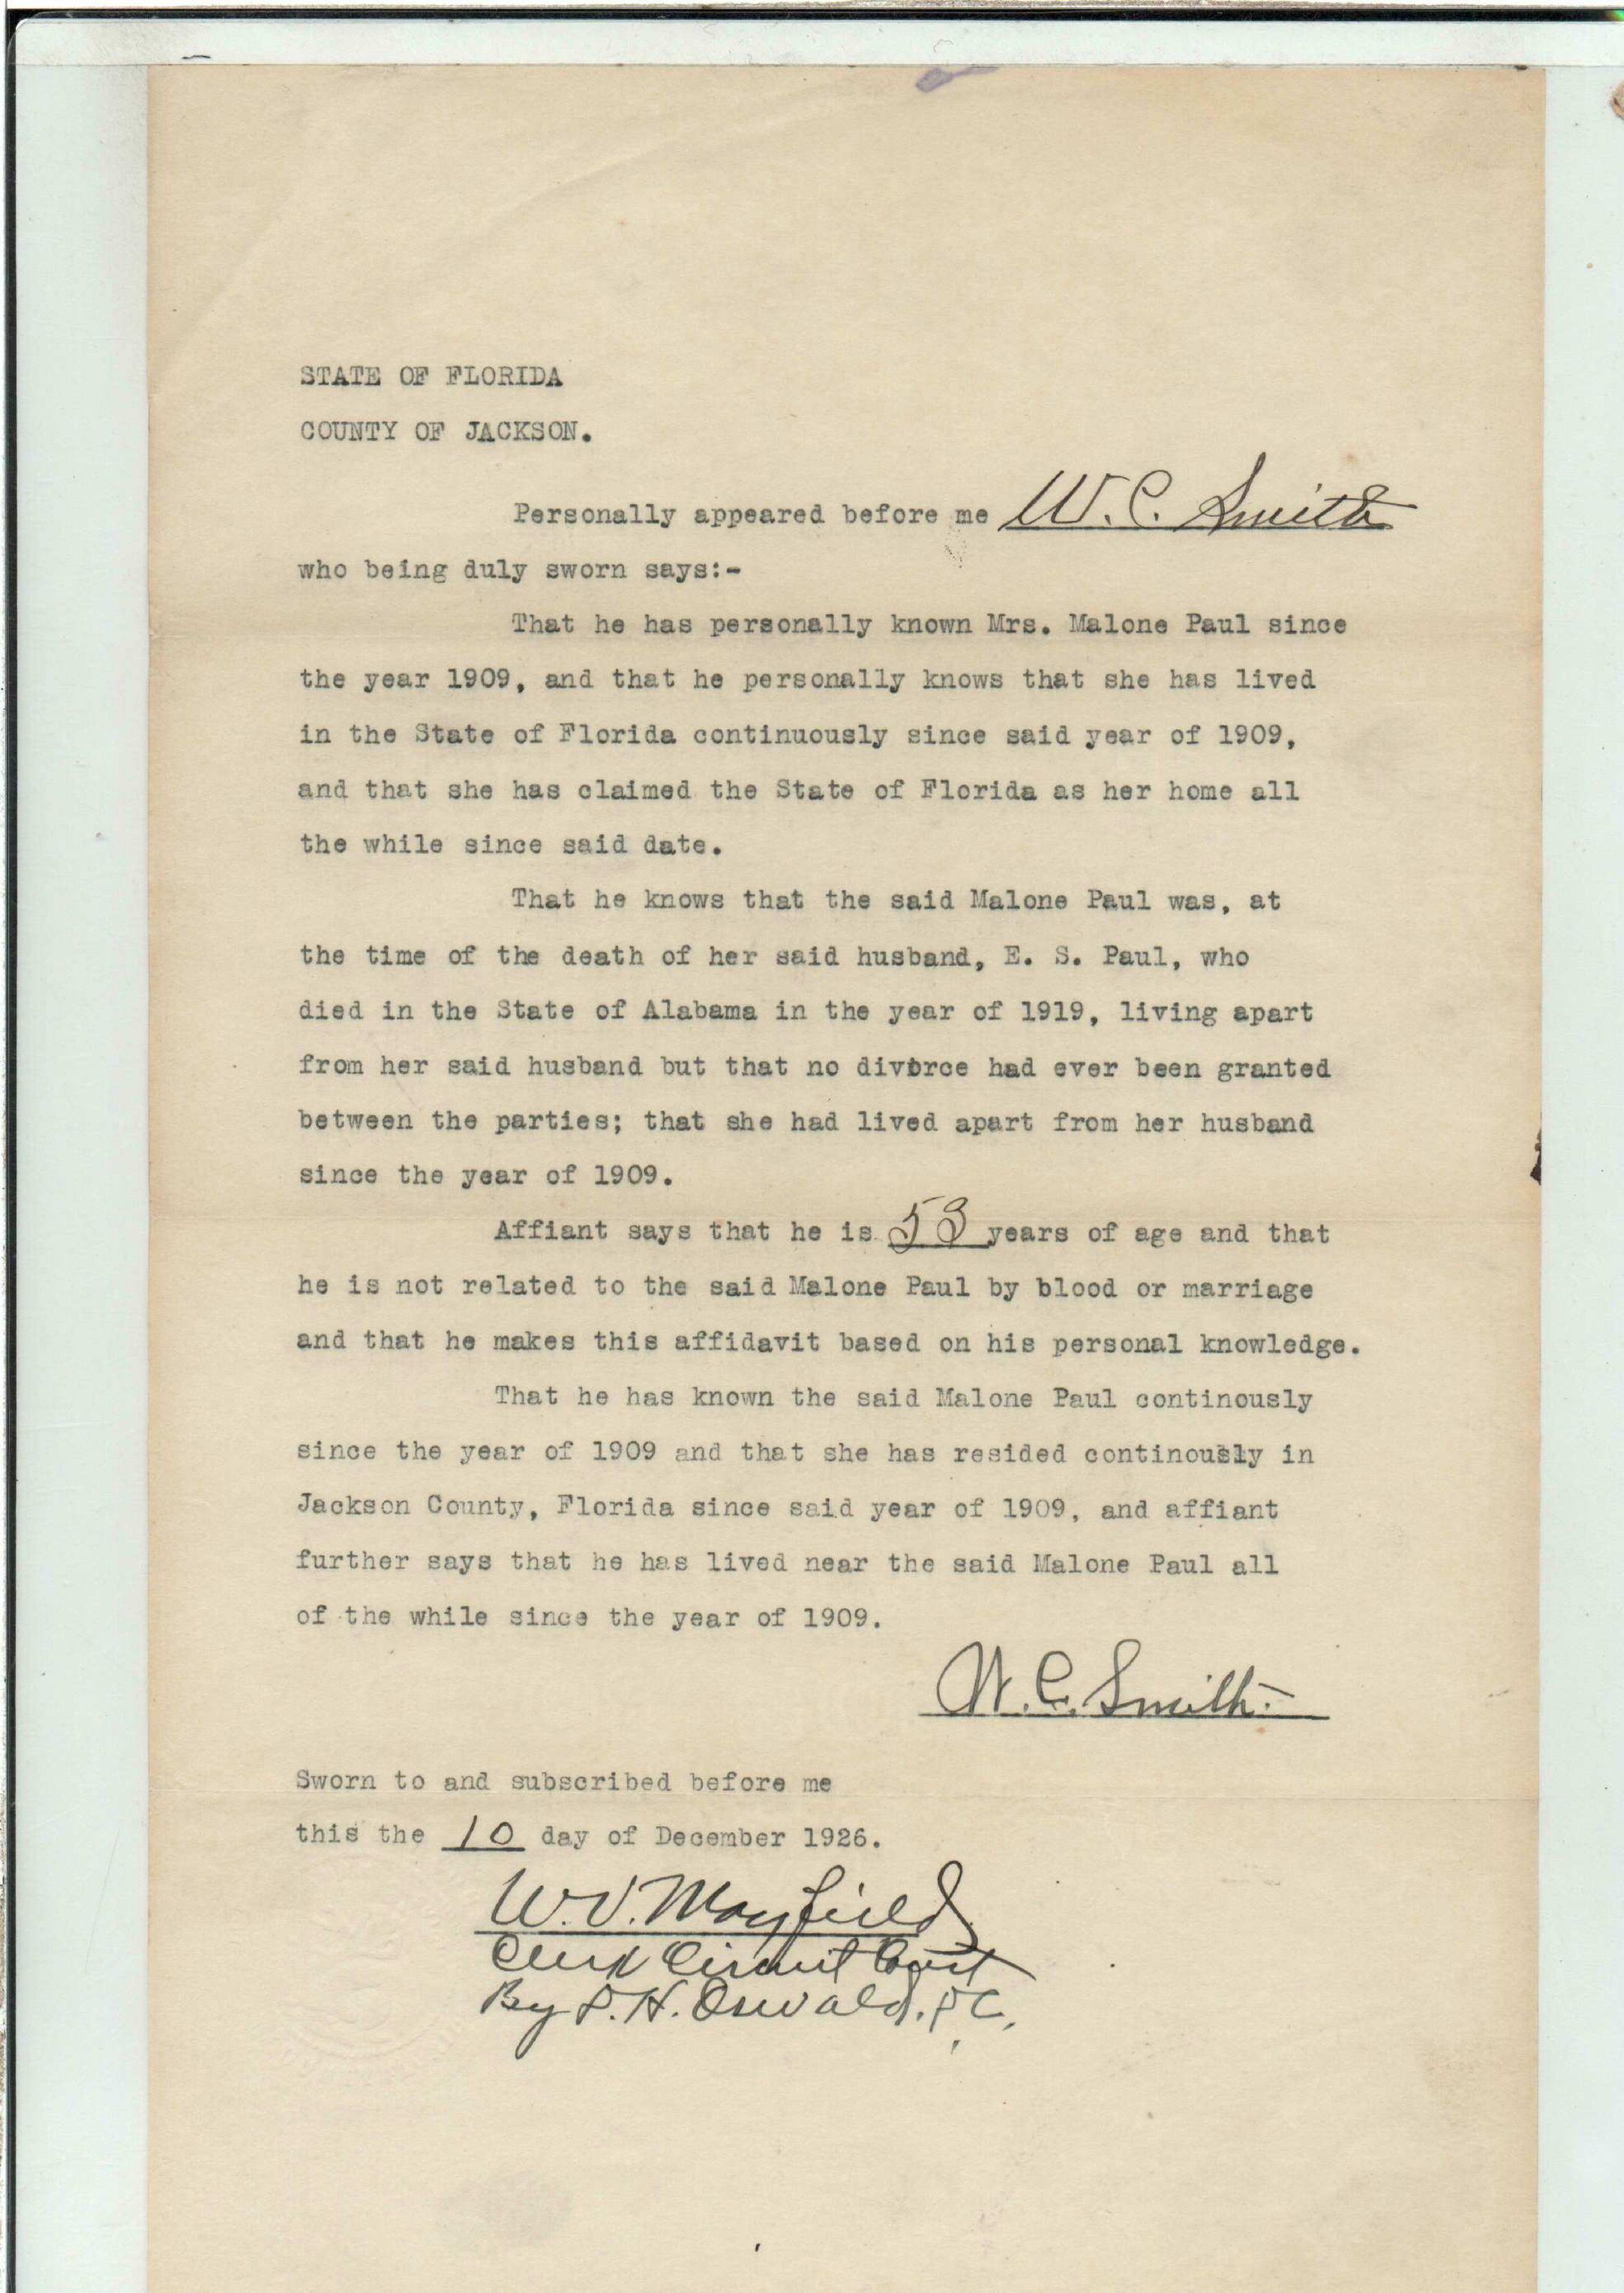 STATE OF FLORIDA
COUNTY OF JACKSON.
Personally appeared before me W. C. Smith
who being duly sworn says:-
That he has personally known Mrs. Malone Paul since
the year 1909, and that he personally knows that she has lived
in the State of Florida continuously since said year of 1909,
and that she has claimed the State of Florida as her home all
the while since said date.
That he knows that the said Malone Paul was, at
the time of the death of her said husband, E. S. Paul, who
died in the State of Alabama in the year of 1919, living apart
from her said husband but that no divorce had ever been granted
between the parties; that she had lived apart from her husband
since the year of 1909.
Affiant says that he is 53 years of age and that
he is not related to the said Malone Paul by blood or marriage
and that he makes this affidavit based on his personal knowledge.
That he has known the said Malone Paul continously
since the year of 1909 and that she has resided continously in
Jackson County, Florida since said year of 1909, and affiant
further says that he has lived near the said Malone Paul all
of the while since the year of 1909.
W. C. Smith
Sworn to and subscribed before me
this the 10 day of December 1926.
W. V. Mayfield
Clerk Circuit Court
By H. Oswald. D C.